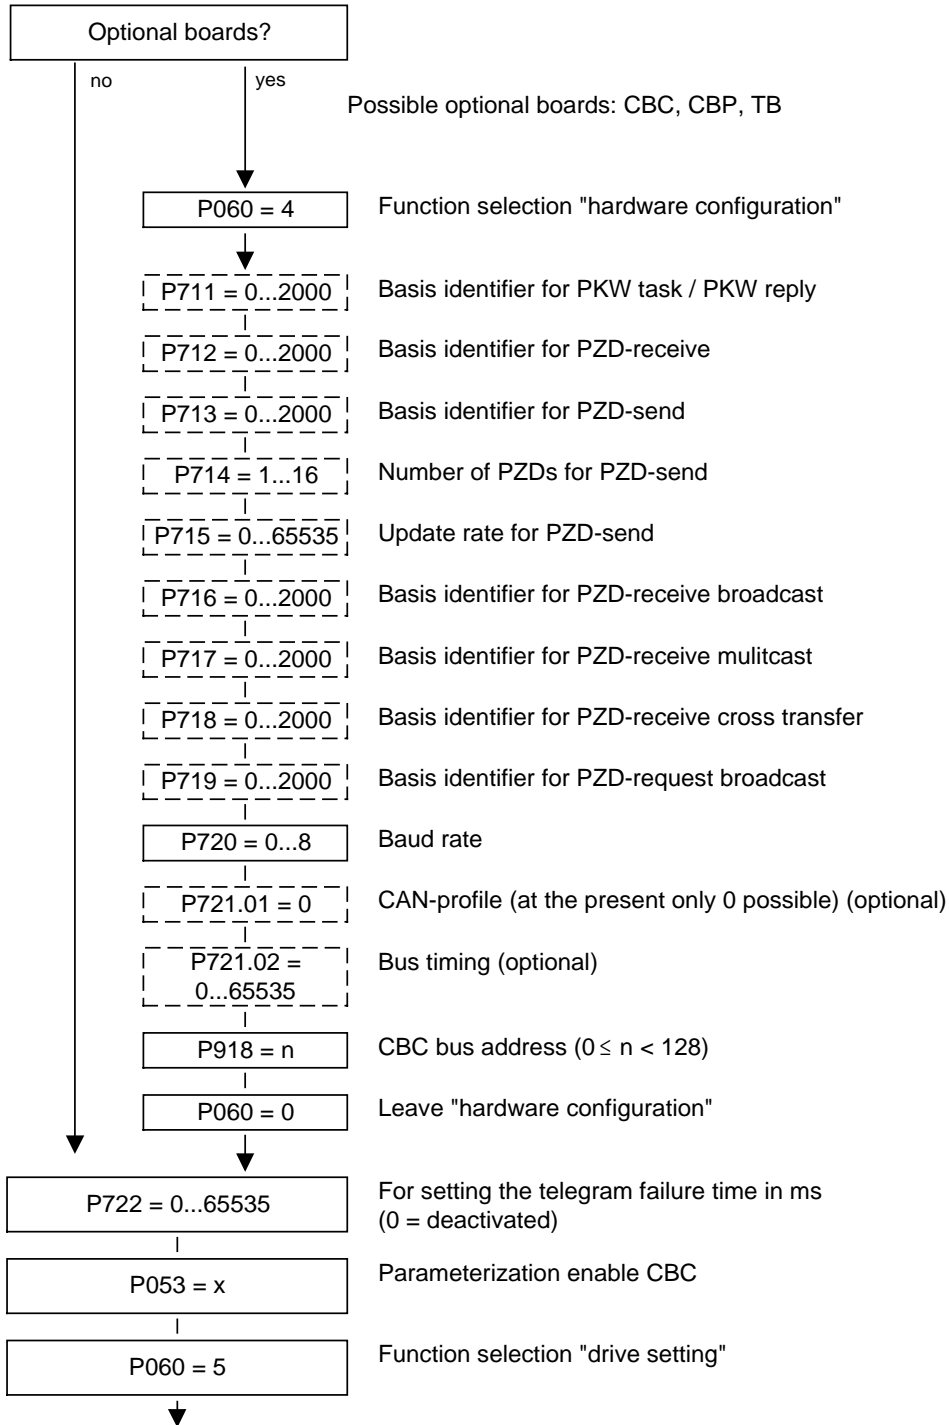 Optional boards?
no
yes
Possible optional boards: CBC, CBP, TB
P060 = 4
Function selection "hardware configuration"
P711 = 0...2000
Basis identifier for PKW task / PKW reply
P712 = 0...2000
Basis identifier for PZD-receive
P713 = 0...2000
Basis identifier for PZD-send
P714 = 1...16
Number of PZDs for PZD-send
P715 = 0...65535
Update rate for PZD-send
P716 = 0...2000
Basis identifier for PZD-receive broadcast
P717 = 0...2000
Basis identifier for PZD-receive mulitcast
P718 = 0...2000
Basis identifier for PZD-receive cross transfer
P719 = 0...2000
Basis identifier for PZD-request broadcast
P720 = 0...8
Baud rate
P721.01 = 0
CAN-profile (at the present only 0 possible) (optional)
P721.02 =
0...65535
Bus timing (optional)
P918 = n
CBC bus address (0 ≤ n < 128)
P060 = 0
Leave "hardware configuration"
P722 = 0...65535
For setting the telegram failure time in ms
(0 = deactivated)
P053 = x
Parameterization enable CBC
P060 = 5
Function selection "drive setting"